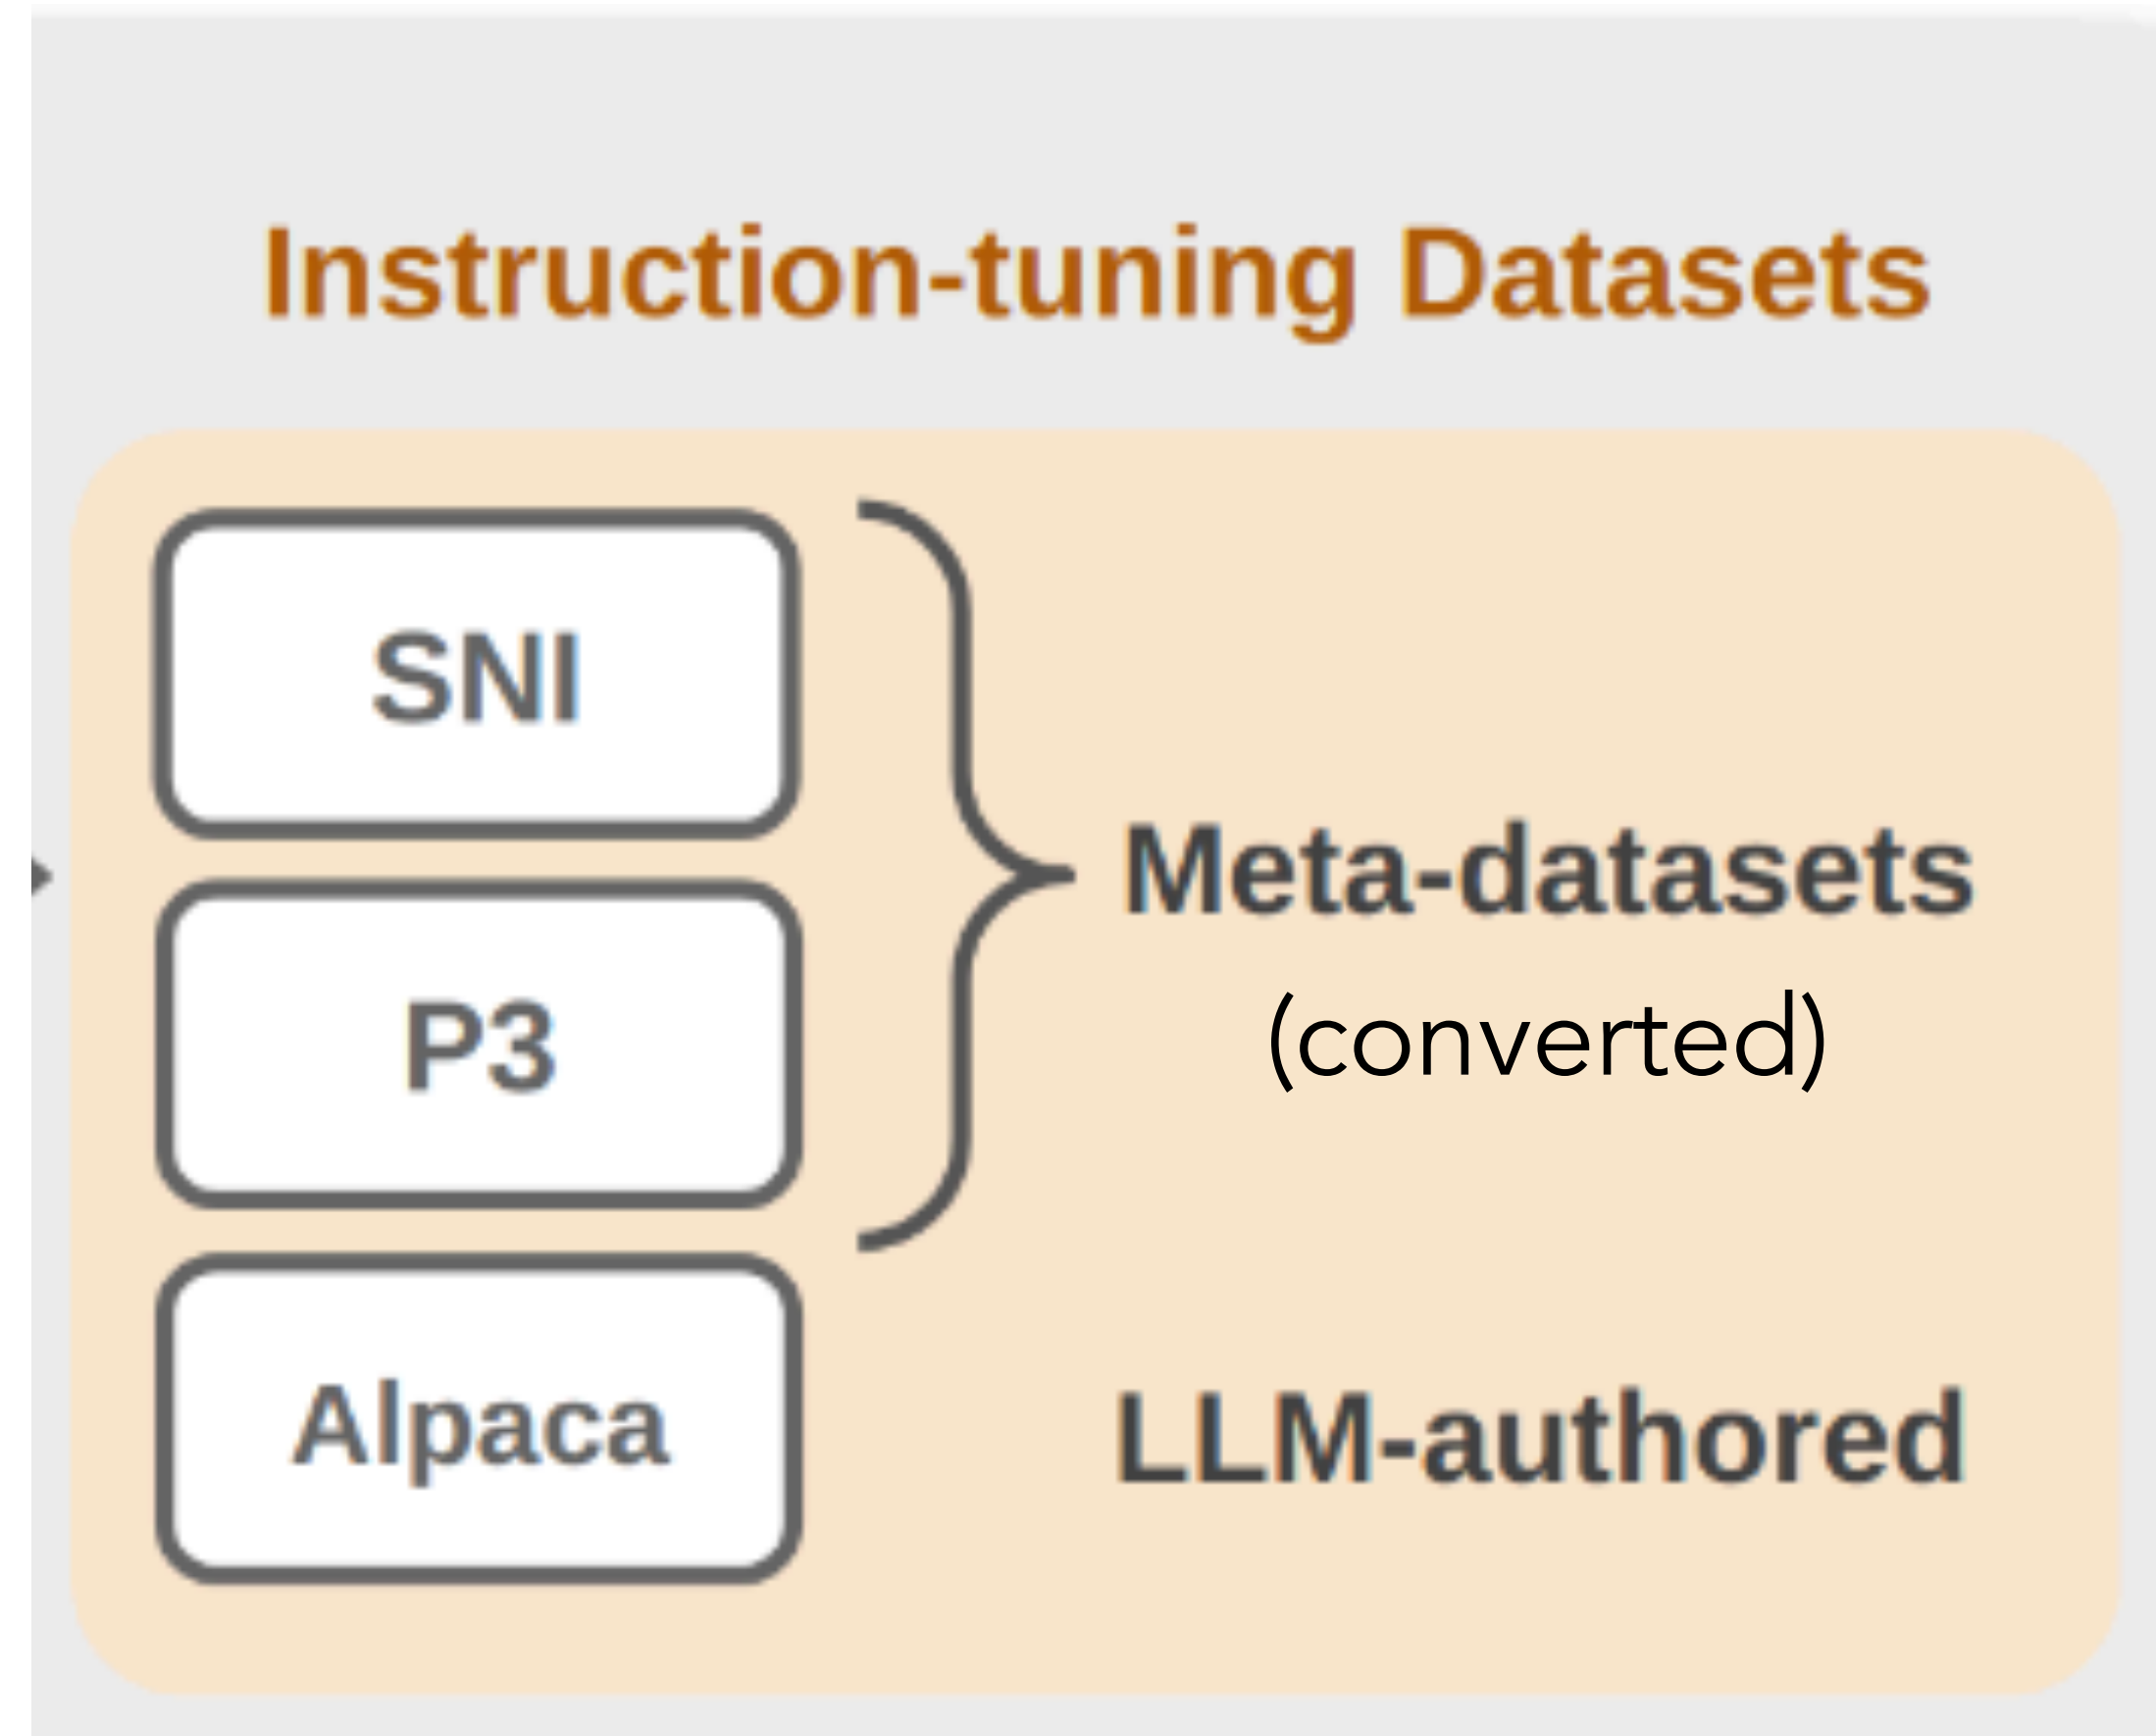 Instruction-tuning Datasets
SNI
P3
Meta-datasets
(converted)
Alpaca
LLM-authored